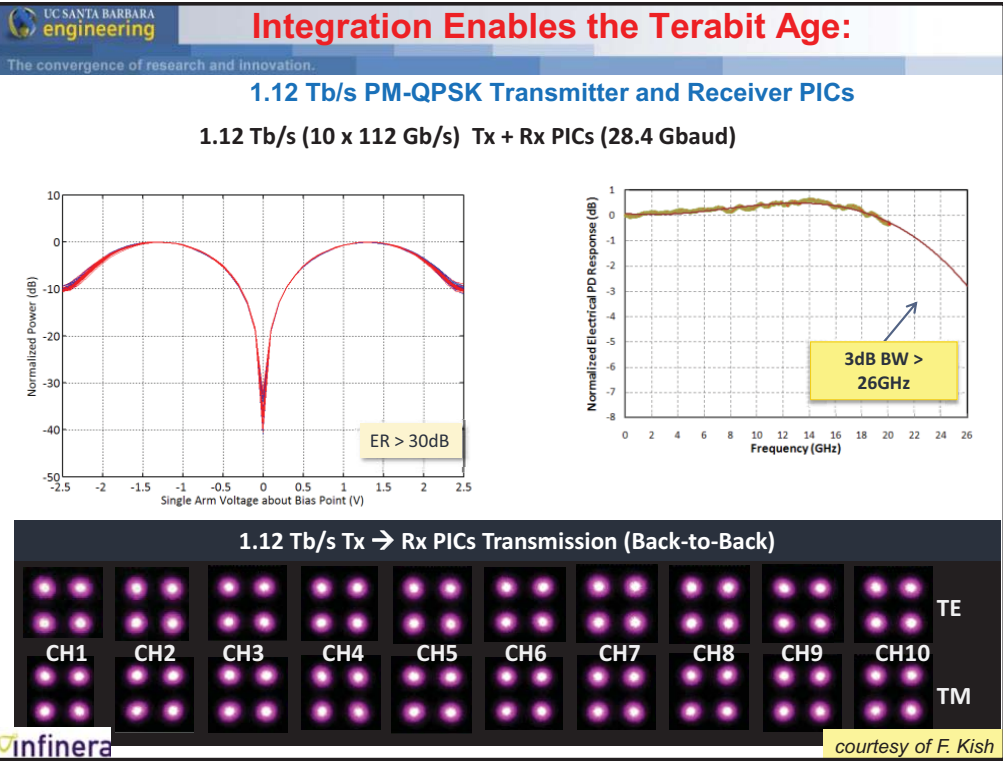 UC SANTA BARBARA
engineering
Integration Enables the Terabit Age:
The convergence of research and innovation.
1.12 Tb/s PM-QPSK Transmitter and Receiver PICs
1.12 Tb/s (10 x 112 Gb/s) Tx + Rx PICs (28.4 Gbaud)
10
0
-10
-20
-30
-40
-50
Normalized Power (dB)
ER > 30dB
-2.5 -2 -1.5 -1 -0.5 0 0.5 1 1.5 2 2.5
Single Arm Voltage about Bias Point (V)
1
0
-1
-2
-3
-4
-5
-6
-7
-8
Normalized Electrical PD Response (dB)
3dB BW >
26GHz
0 2 4 6 8 10 12 14 16 18 20 22 24 26
Frequency (GHz)
1.12 Tb/s Tx → Rx PICs Transmission (Back-to-Back)
TE
CH1 CH2 CH3 CH4 CH5 CH6 CH7 CH8 CH9 CH10
TM
infinera
courtesy of F. Kish